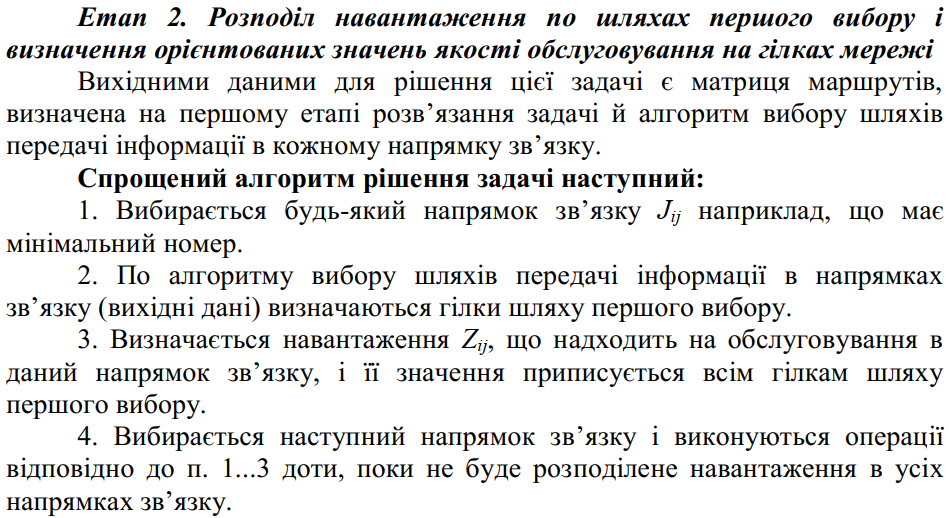 Етап 2. Розподіл навантаження по шляхах першого вибору і
визначення орієнтованих значень якості обслуговування на гілках мережі
Вихідними даними для рішення цієї задачі є матриця маршрутів,
визначена на першому етапі розв’язання задачі й алгоритм вибору шляхів
передачі інформації в кожному напрямку зв’язку.
Спрощений алгоритм рішення задачі наступний:
1. Вибирається будь-який напрямок зв’язку Jij наприклад, що має
мінімальний номер.
2. По алгоритму вибору шляхів передачі інформації в напрямках
зв’язку (вихідні дані) визначаються гілки шляху першого вибору.
3. Визначається навантаження Zij, що надходить на обслуговування в
даний напрямок зв’язку, і її значення приписується всім гілкам шляху
першого вибору.
4. Вибирається наступний напрямок зв’язку і виконуються операції
відповідно до п. 1...3 доти, поки не буде розподілене навантаження в усіх
напрямках зв’язку.